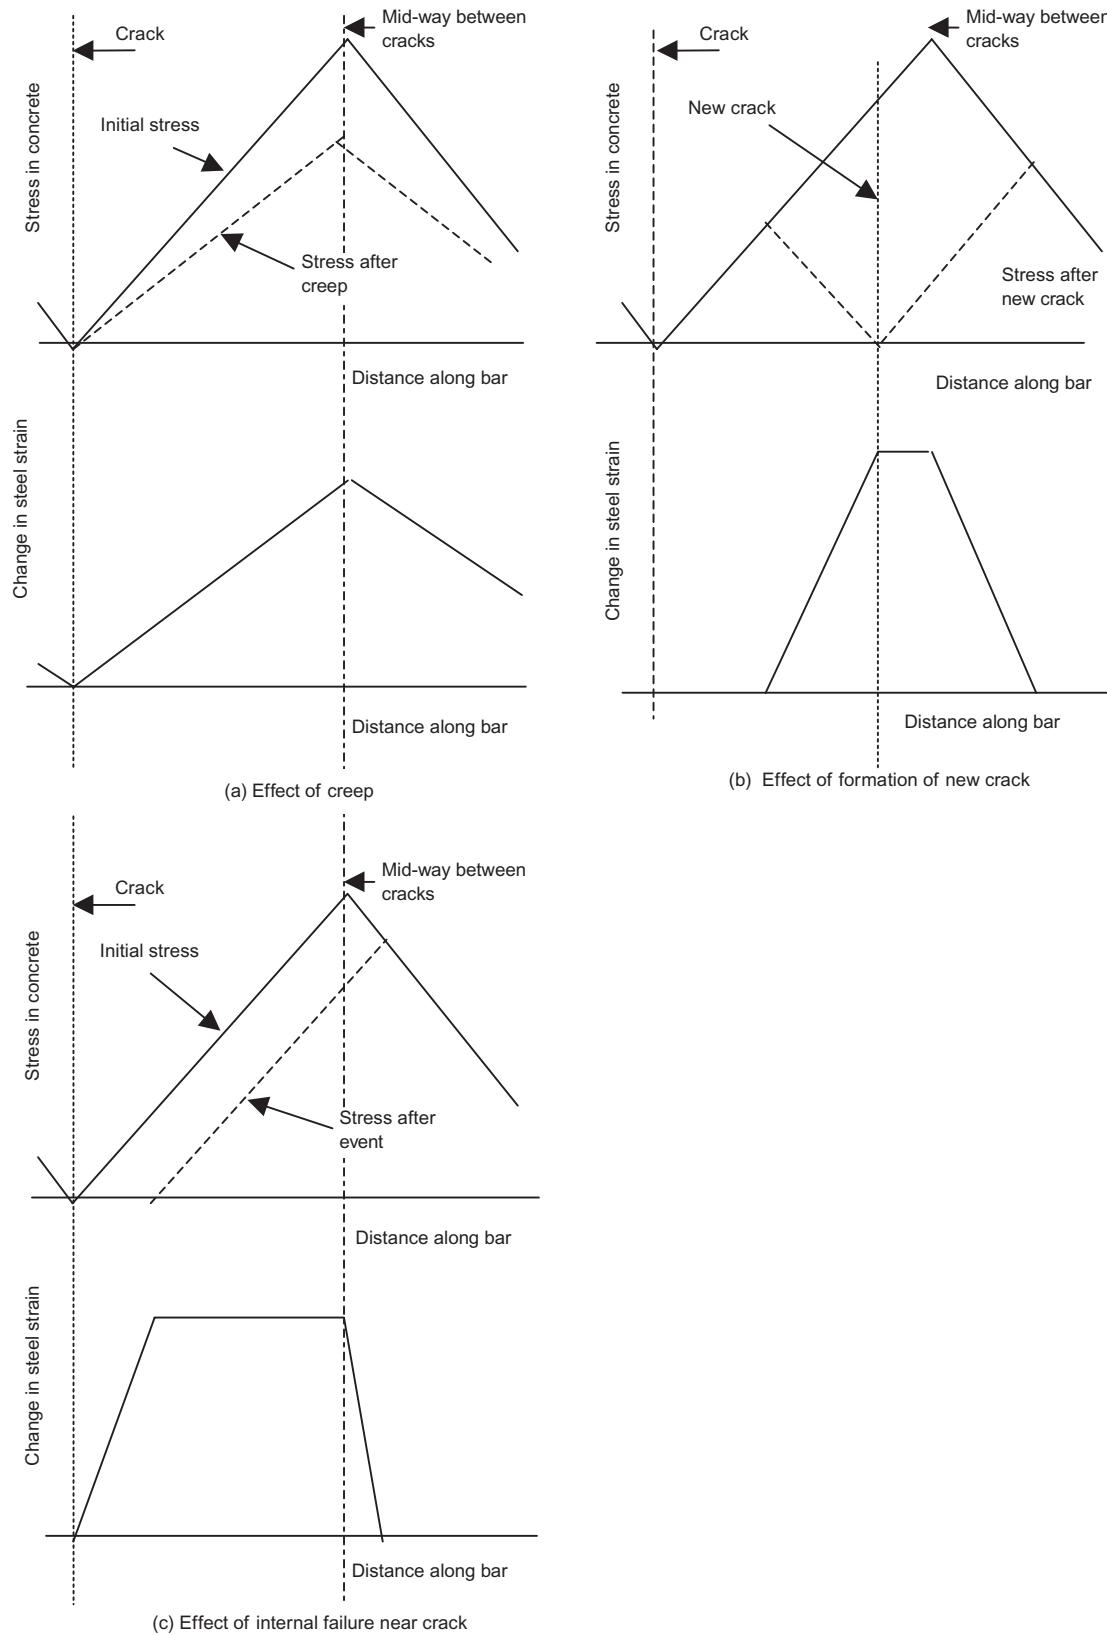 Crack
Mid-way between
cracks
Stress in concrete
Initial stress
Stress after
creep
Distance along bar
Change in steel strain
Distance along bar
(a) Effect of creep
Crack
Mid-way between
cracks
Stress in concrete
New crack
Stress after
new crack
Distance along bar
Change in steel strain
Distance along bar
(b) Effect of formation of new crack
Crack
Mid-way between
cracks
Stress in concrete
Initial stress
Stress after
event
Distance along bar
Change in steel strain
Distance along bar
(c) Effect of internal failure near crack